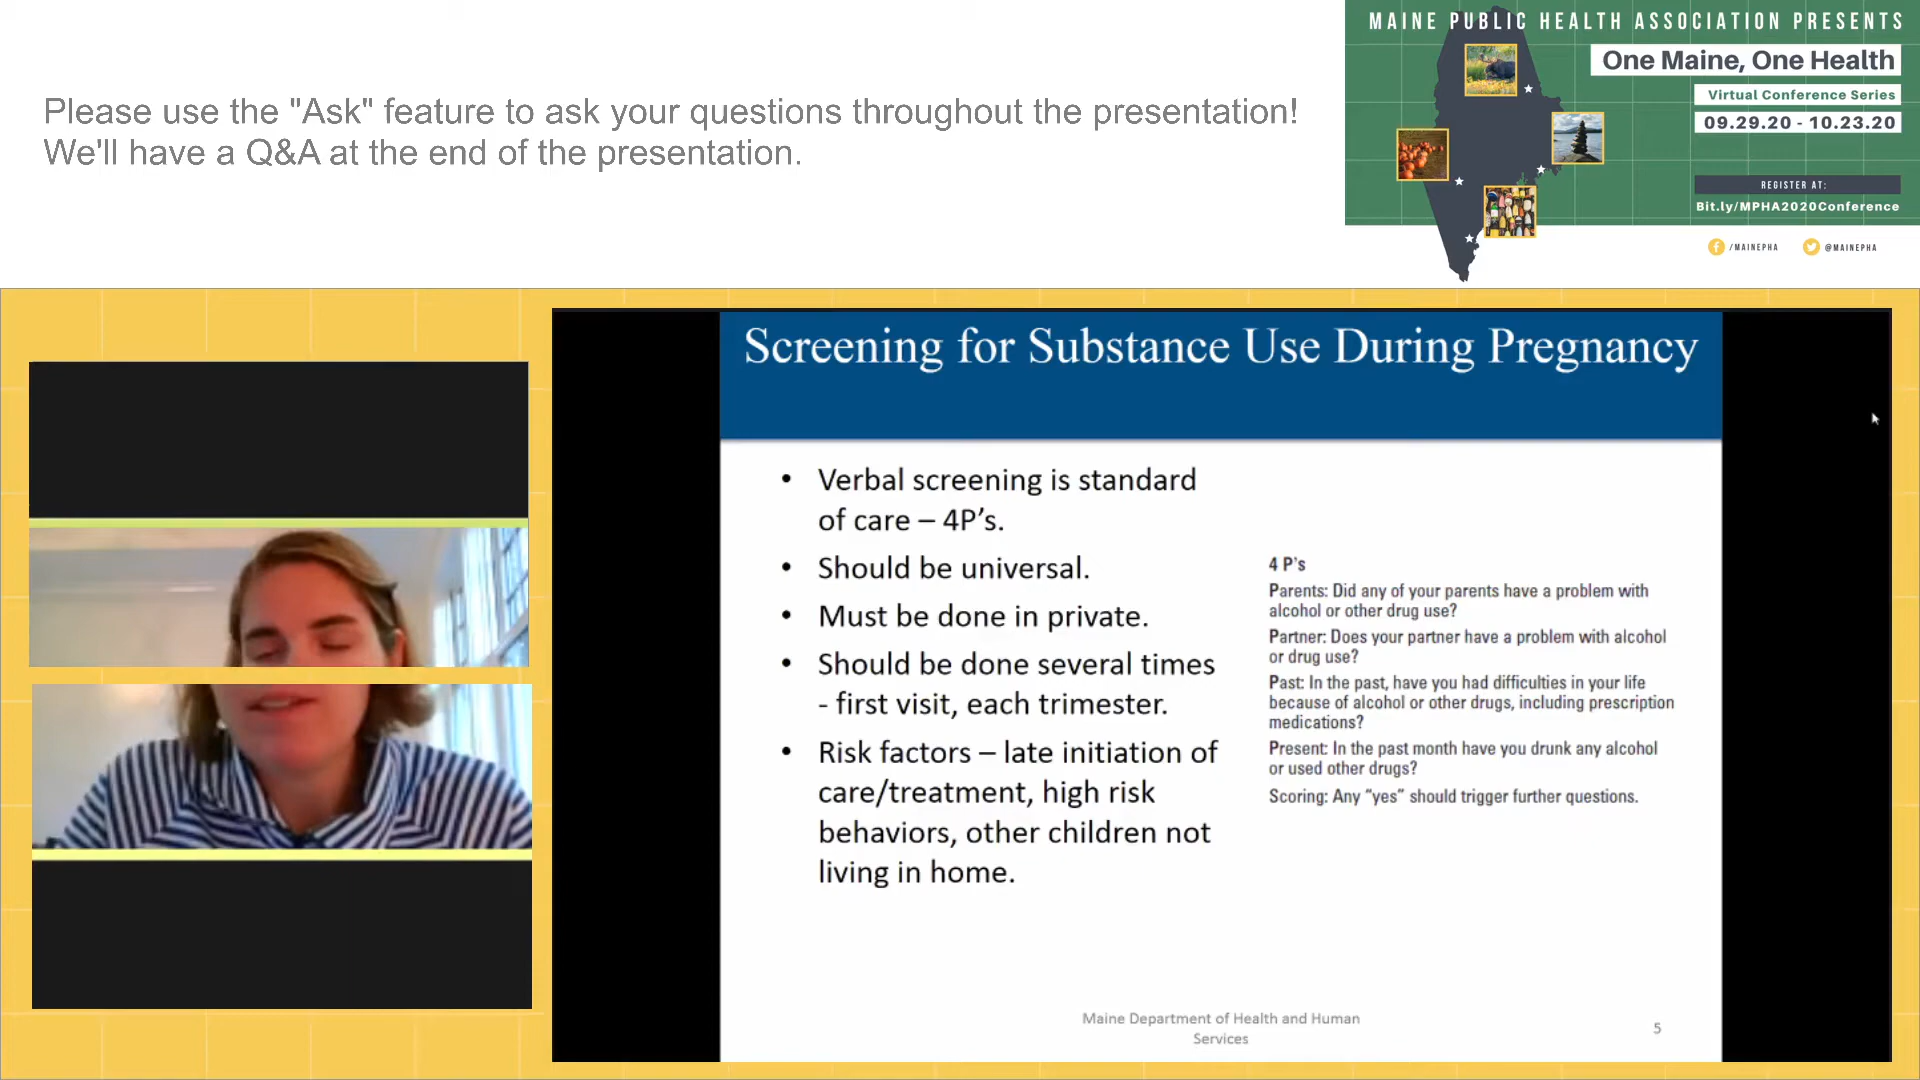 Please use the "Ask" feature to ask your questions throughout the presentation!
We'll have a Q&A at the end of the presentation.
MAINE PUBLIC HEALTH ASSOCIATION PRESENTS
One Maine, One Health
Virtual Conference Series
09.29.20 - 10.23.20
REGISTER AT:
Bit.ly/MPHA2020Conference
/MAINEPHA
@MAINEPHA
Screening for Substance Use During Pregnancy
• Verbal screening is standard
of care – 4P's.
• Should be universal.
• Must be done in private.
• Should be done several times
- first visit, each trimester.
• Risk factors – late initiation of
care/treatment, high risk
behaviors, other children not
living in home.
4 P's
Parents: Did any of your parents have a problem with
alcohol or other drug use?
Partner: Does your partner have a problem with alcohol
or drug use?
Past: In the past, have you had difficulties in your life
because of alcohol or other drugs, including prescription
medications?
Present: In the past month have you drunk any alcohol
or used other drugs?
Scoring: Any “yes” should trigger further questions.
Maine Department of Health and Human
Services
5